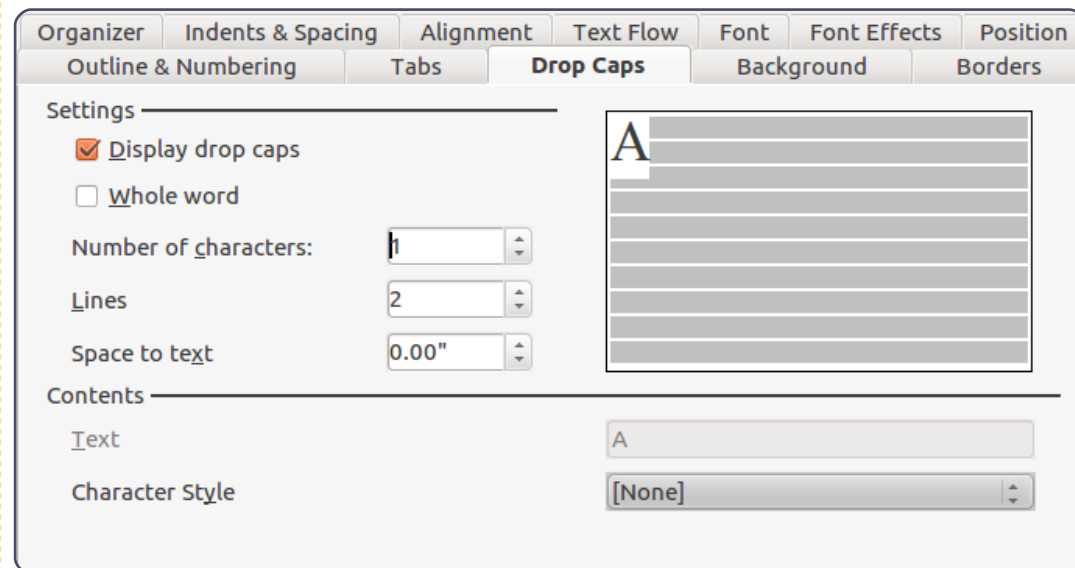 Organizer Indents & Spacing Alignment Text Flow Font Font Effects Position
Outline & Numbering Tabs Drop Caps Background Borders
Settings
Display drop caps
Whole word
Number of characters: 1
Lines 2
Space to text 0.00"
A
Contents
Text A
Character Style [None]